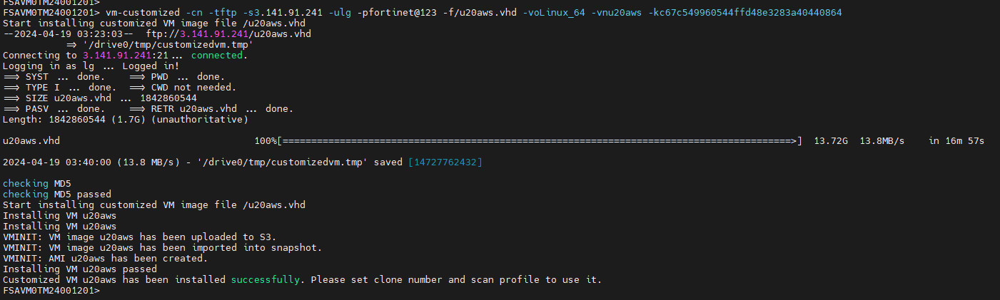 FSAVM0TM24001201>
FSAVM0TM24001201> vm-customized -cn -tftp -s3.141.91.241 -ulg -pfortinet@123 -f/u20aws.vhd -voLinux_64 -vnu20aws -kc67c549960544ffd48e3283a40440864
Start installing customized VM image file /u20aws.vhd
--2024-04-19 03:23:03--  ftp://3.141.91.241/u20aws.vhd
           => '/drive0/tmp/customizedvm.tmp'
Connecting to 3.141.91.241:21... connected.
Logging in as lg ... Logged in!
==> SYST ... done.    ==> PWD ... done.
==> TYPE I ... done.  ==> CWD not needed.
==> SIZE u20aws.vhd ... 1842860544
==> PASV ... done.    ==> RETR u20aws.vhd ... done.
Length: 1842860544 (1.7G) (unauthoritative)
u20aws.vhd                                  100%[=========================================================================================>]  13.72G  13.8MB/s    in 16m 57s
2024-04-19 03:40:00 (13.8 MB/s) - '/drive0/tmp/customizedvm.tmp' saved [14727762432]
checking MD5
checking MD5 passed
Start installing customized VM image file /u20aws.vhd
Installing VM u20aws
Installing VM u20aws
VMINIT: VM image u20aws has been uploaded to S3.
VMINIT: VM image u20aws has been imported into snapshot.
VMINIT: AMI u20aws has been created.
Installing VM u20aws passed
Customized VM u20aws has been installed successfully. Please set clone number and scan profile to use it.
FSAVM0TM24001201>